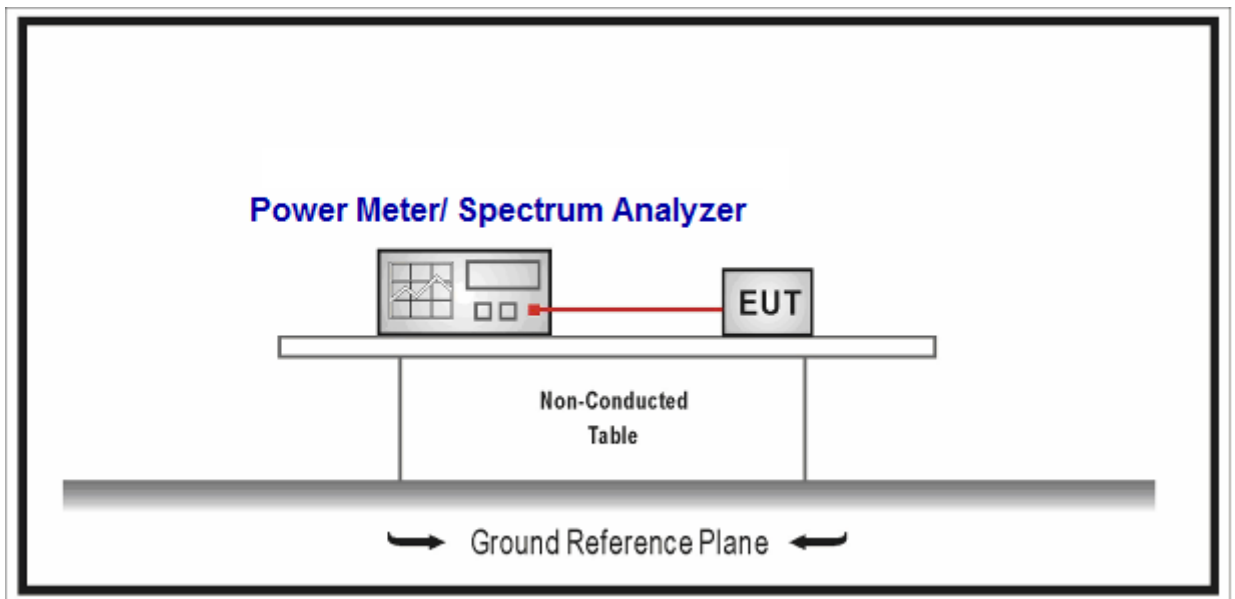 Power Meter/ Spectrum Analyzer
EUT
Non-Conducted
Table
Ground Reference Plane